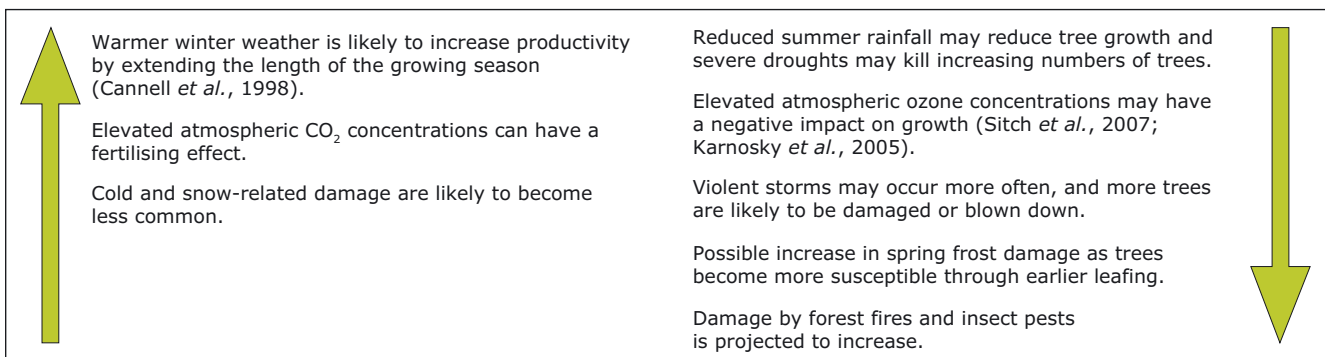 Warmer winter weather is likely to increase productivity
by extending the length of the growing season
(Cannell et al., 1998).
Elevated atmospheric CO₂ concentrations can have a
fertilising effect.
Cold and snow-related damage are likely to become
less common.
Reduced summer rainfall may reduce tree growth and
severe droughts may kill increasing numbers of trees.
Elevated atmospheric ozone concentrations may have
a negative impact on growth (Sitch et al., 2007;
Karnosky et al., 2005).
Violent storms may occur more often, and more trees
are likely to be damaged or blown down.
Possible increase in spring frost damage as trees
become more susceptible through earlier leafing.
Damage by forest fires and insect pests
is projected to increase.